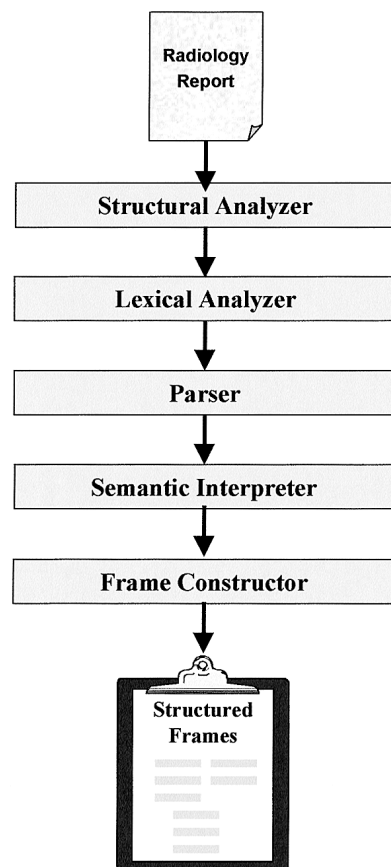 Radiology
Report
Structural Analyzer
Lexical Analyzer
Parser
Semantic Interpreter
Frame Constructor
Structured
Frames